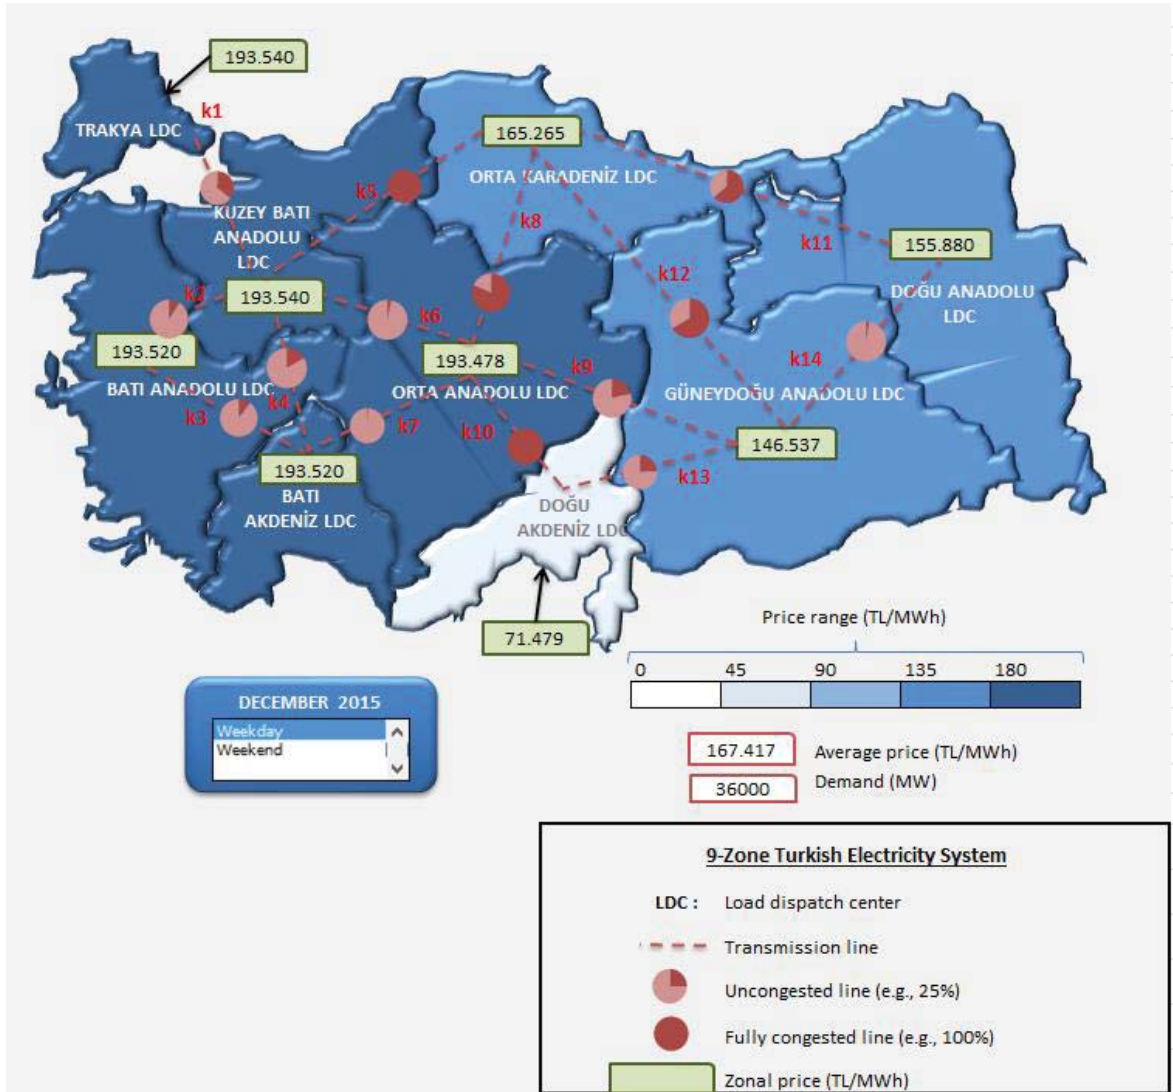 193.540
k1
TRAKYA LDC
165.265
ORTA KARADENİZ LDC
k5
KUZEY BATI
ANADOLU
LDC
k8
k11
155.880
DOĞU ANADOLU
LDC
k12
k2
193.540
k6
193.520
193.478
k9
k14
BATI ANADOLU LDC
k4
ORTA ANADOLU LDC
GÜNEYDOĞU ANADOLU LDC
k3
k7
k10
146.537
193.520
k13
BATI
AKDENİZ LDC
DOĞU
AKDENİZ LDC
71.479
Price range (TL/MWh)
0 45 90 135 180
DECEMBER 2015
Weekday
Weekend
167.417 Average price (TL/MWh)
36000 Demand (MW)
9-Zone Turkish Electricity System
LDC : Load dispatch center
Transmission line
Uncongested line (e.g., 25%)
Fully congested line (e.g., 100%)
Zonal price (TL/MWh)